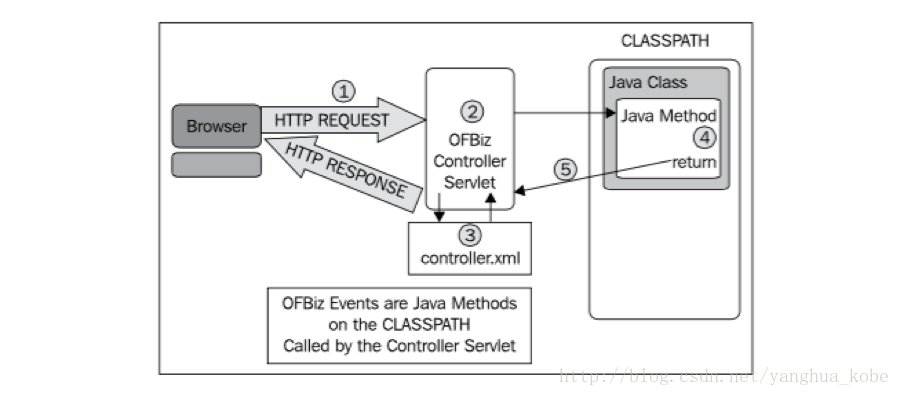 CLASSPATH
Java Class
Java Method
④
return
①
HTTP REQUEST
Browser
HTTP RESPONSE
②
OFBiz
Controller
Servlet
⑤
③
controller.xml
OFBiz Events are Java Methods
on the CLASSPATH
Called by the Controller Servlet
http://blog.csdn.net/yanghua_kobe